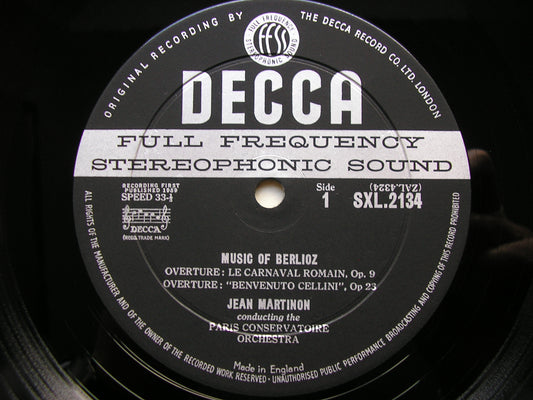 ORIGINAL RECORDING BY
THE DECCA RECORD CO. LTD. LONDON
FULL FREQUENCY
ffss
STEREOPHONIC SOUND
DECCA
FULL FREQUENCY
STEREOPHONIC SOUND
RECORDING FIRST
PUBLISHED 1959
SPEED 33⅓
DECCA
(REGD. TRADE MARK)
Side
1
(ZAL.4324)
SXL.2134
MUSIC OF BERLIOZ
OVERTURE: LE CARNAVAL ROMAIN, Op. 9
OVERTURE: "BENVENUTO CELLINI", Op 23
JEAN MARTINON
conducting the
PARIS CONSERVATOIRE
ORCHESTRA
Made in England
ALL RIGHTS OF THE MANUFACTURER AND OF THE OWNER OF THE RECORDED WORK RESERVED · UNAUTHORISED PUBLIC PERFORMANCE BROADCASTING AND COPYING OF THIS RECORD PROHIBITED